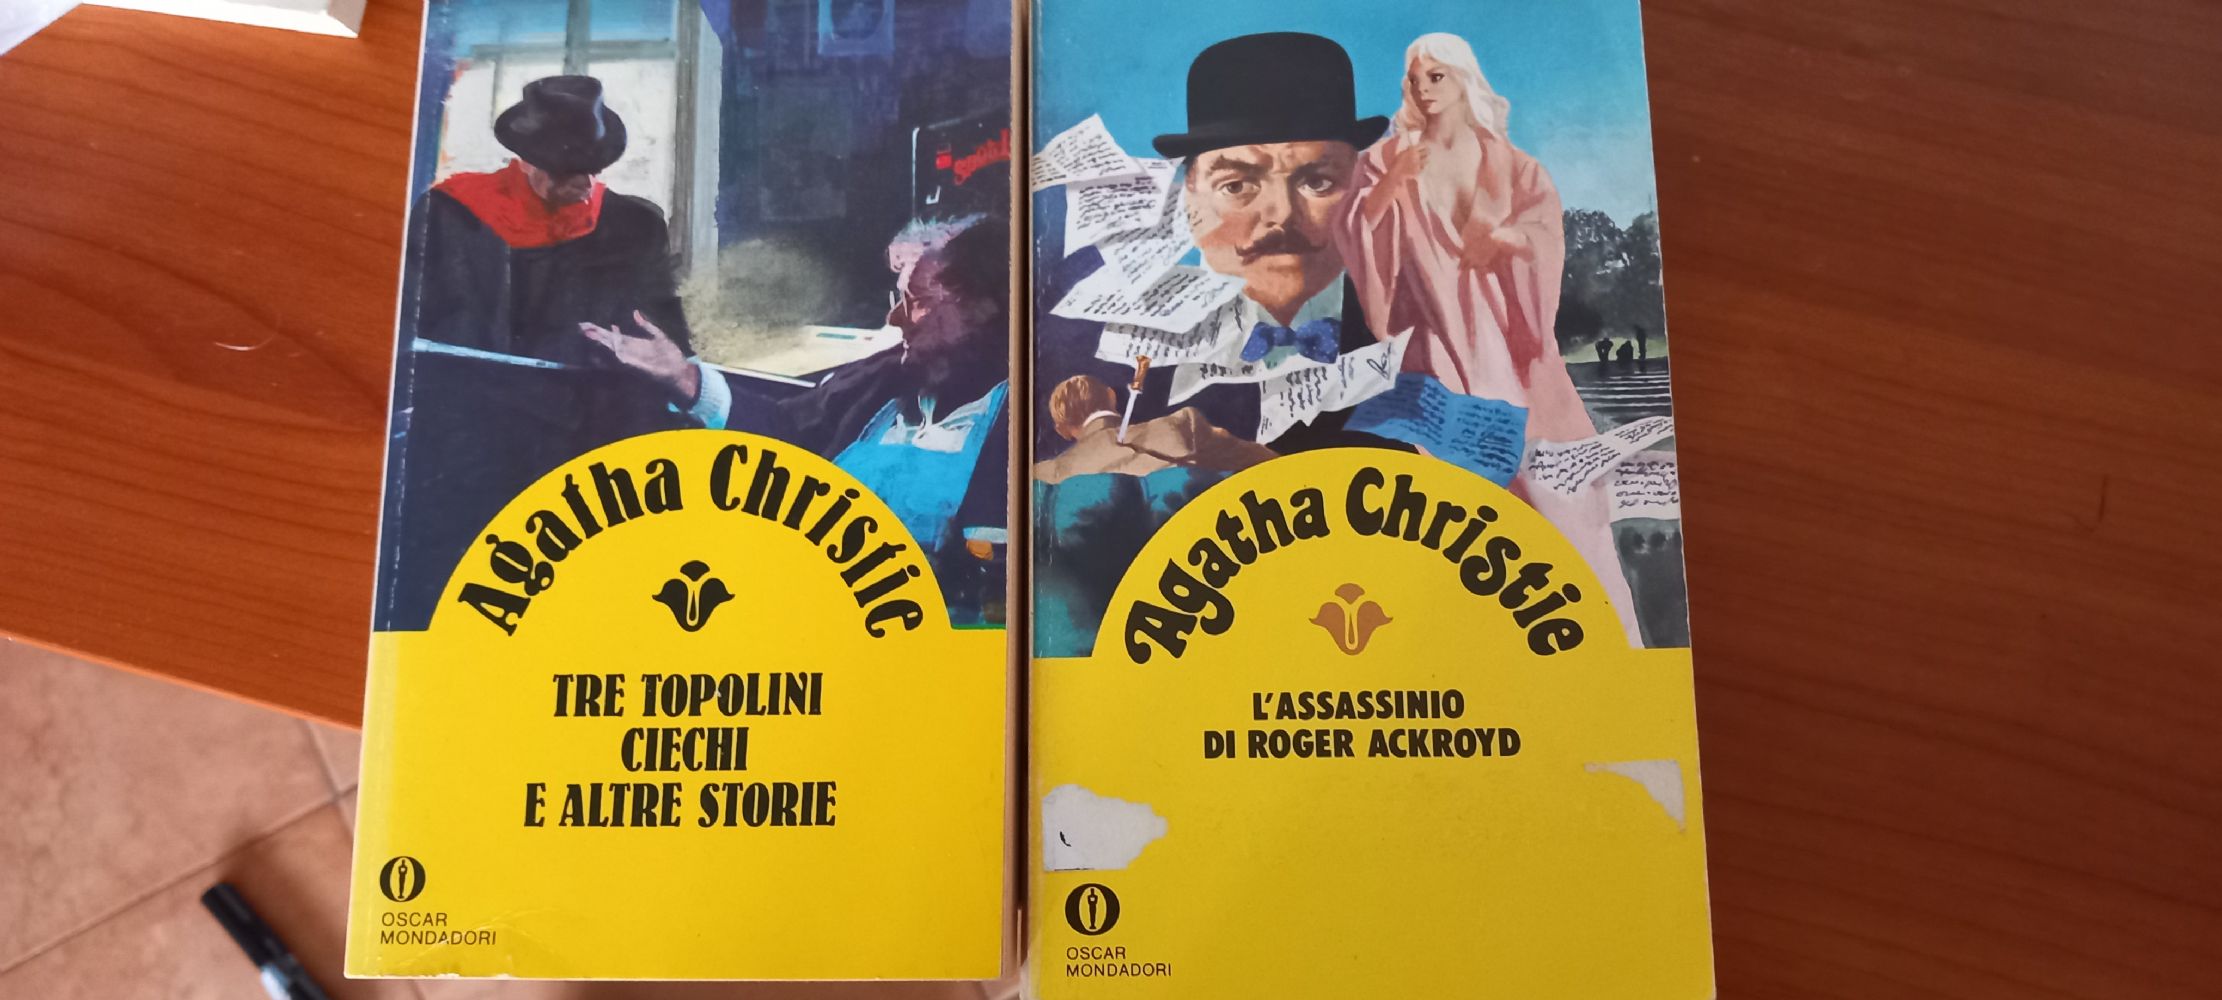 Agatha Christie
TRE TOPOLINI
CIECHI
E ALTRE STORIE
OSCAR
MONDADORI
Agatha Christie
L'ASSASSINIO
DI ROGER ACKROYD
OSCAR
MONDADORI